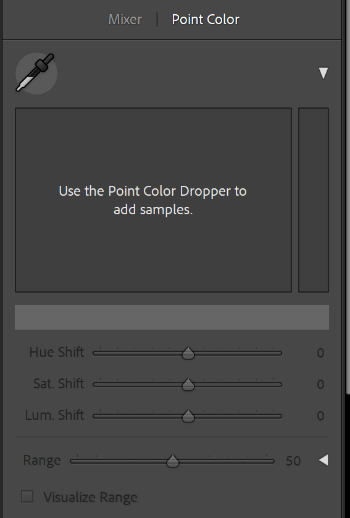 Mixer | Point Color
Use the Point Color Dropper to
add samples.
Hue Shift 0
Sat. Shift 0
Lum. Shift 0
Range 50
Visualize Range